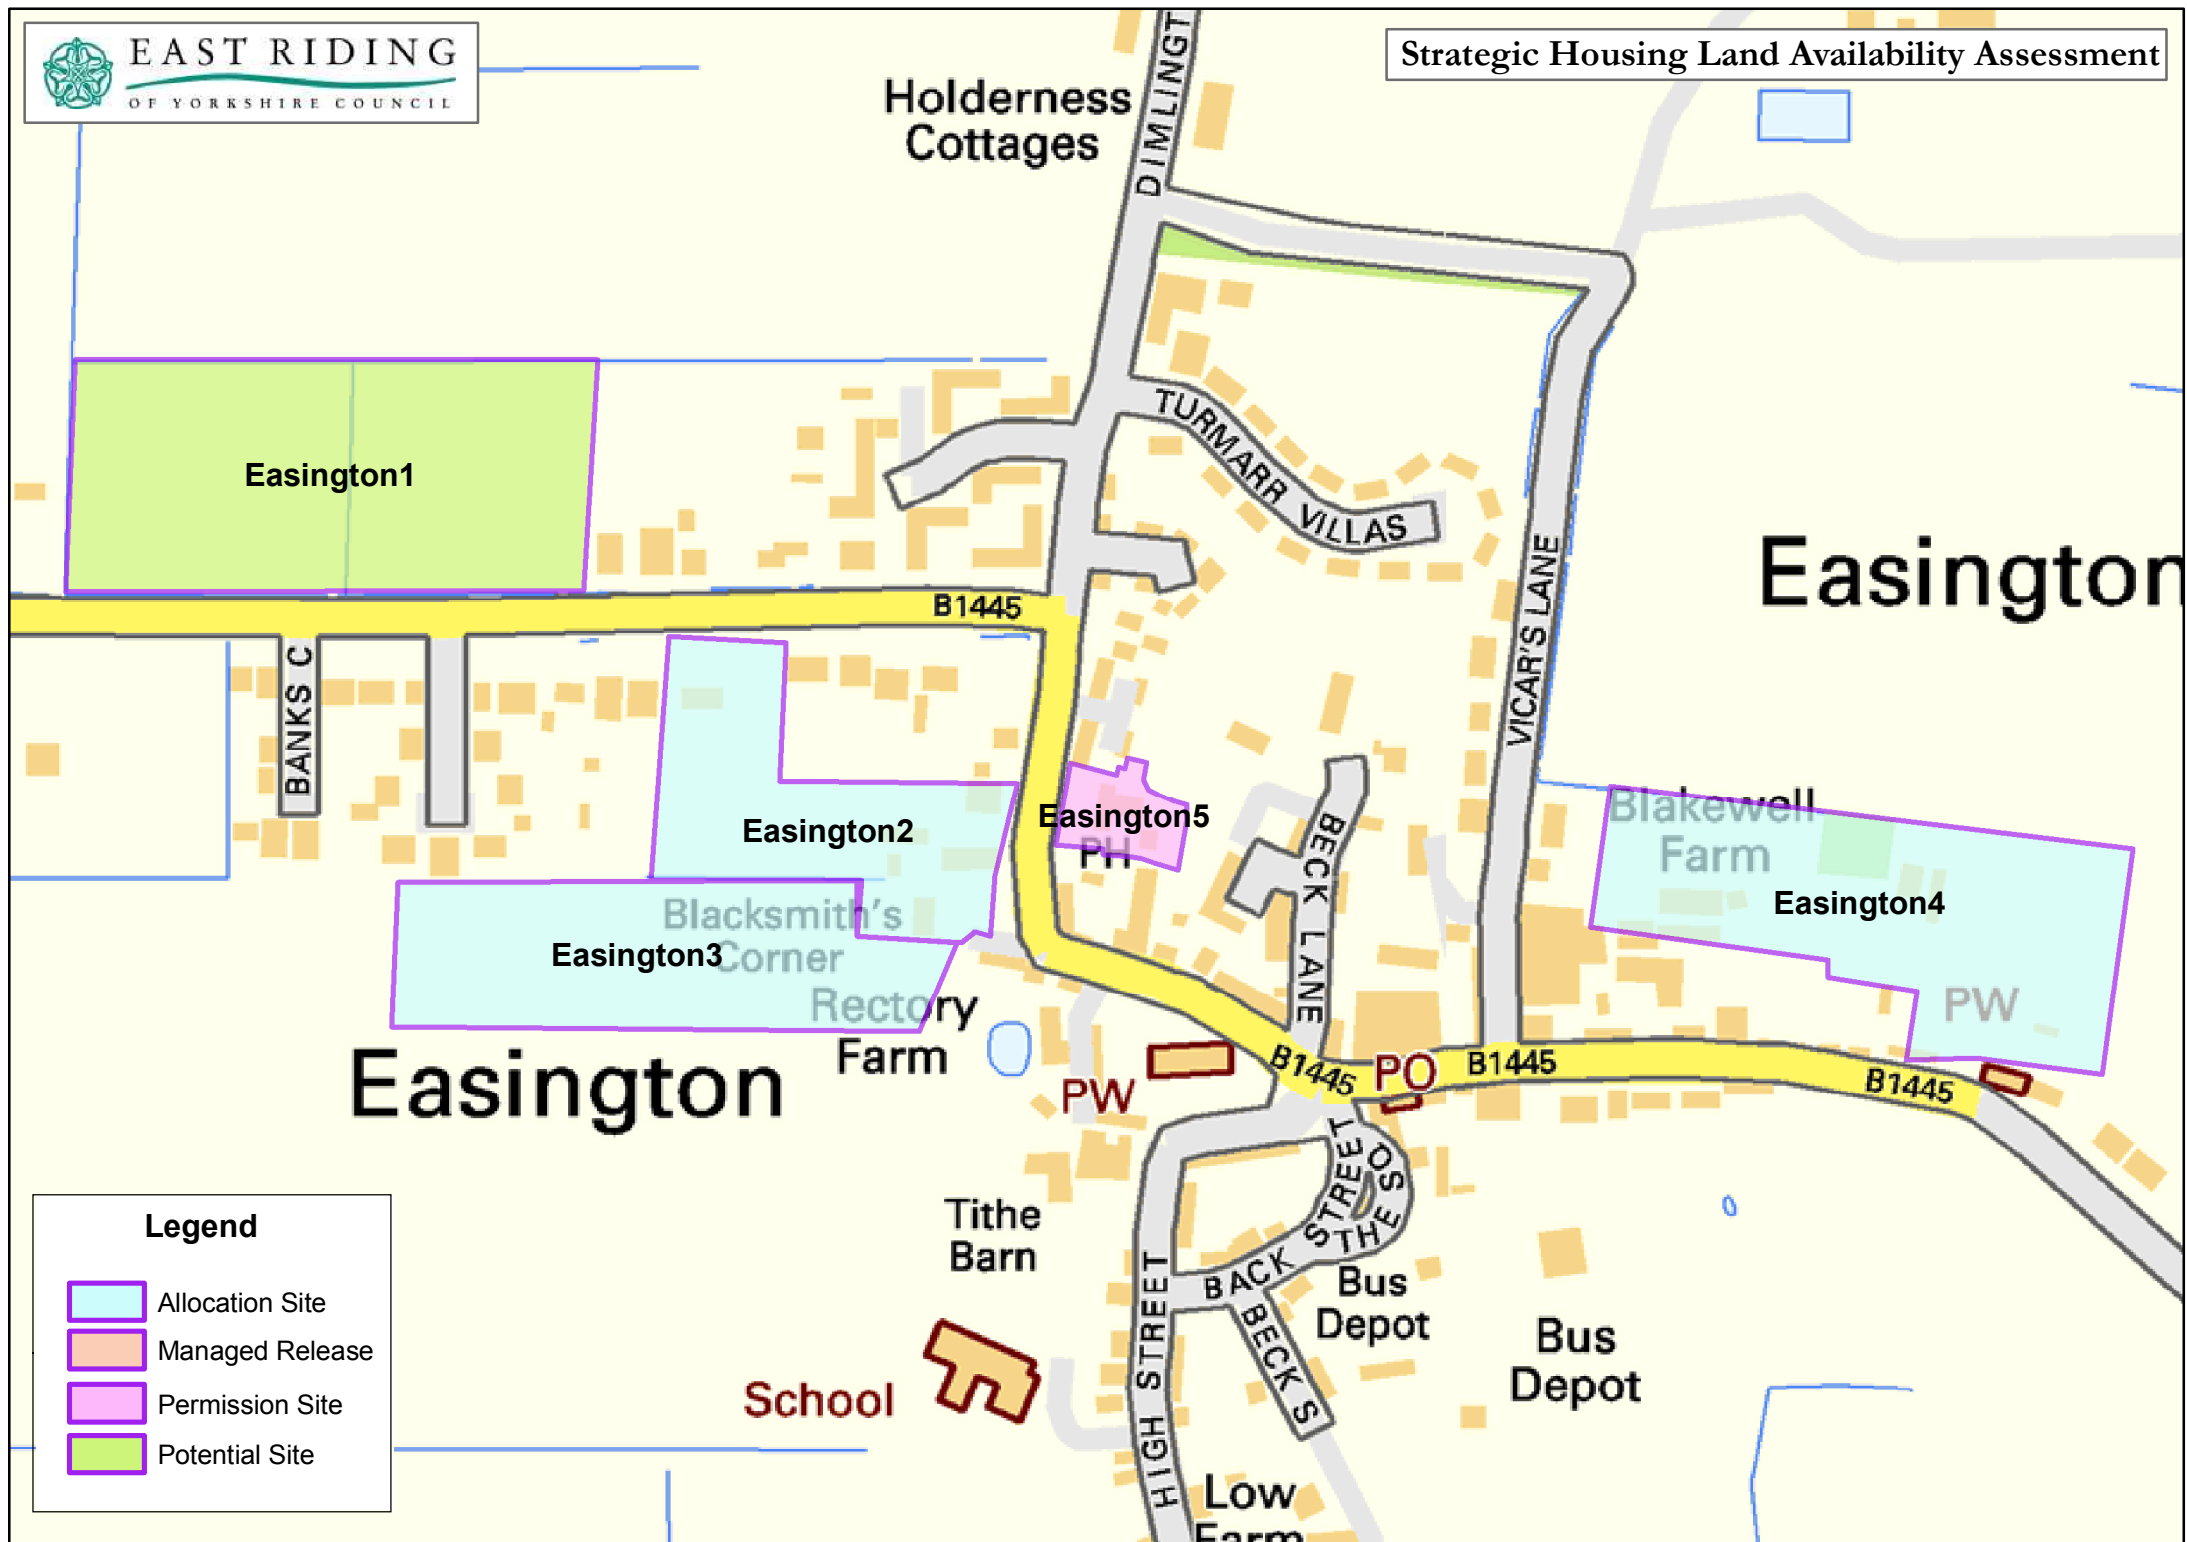 EAST RIDING
OF YORKSHIRE COUNCIL
Strategic Housing Land Availability Assessment
Holderness
Cottages
DIMLINGT
Easington1
TURMARR VILLAS
B1445
VICAR'S LANE
Easington
BANKS C
Easington2
Easington5
PH
BECK LANE
Blakewell
Farm
Easington4
Blacksmith's
Corner
Easington3
Rectory
Farm
PW
Easington
PW
B1445
PO
B1445
B1445
Tithe
Barn
BACK STREET
THE SQ
Bus
Depot
Bus
Depot
BECK S
HIGH STREET
School
Low
Farm
Legend
Allocation Site
Managed Release
Permission Site
Potential Site